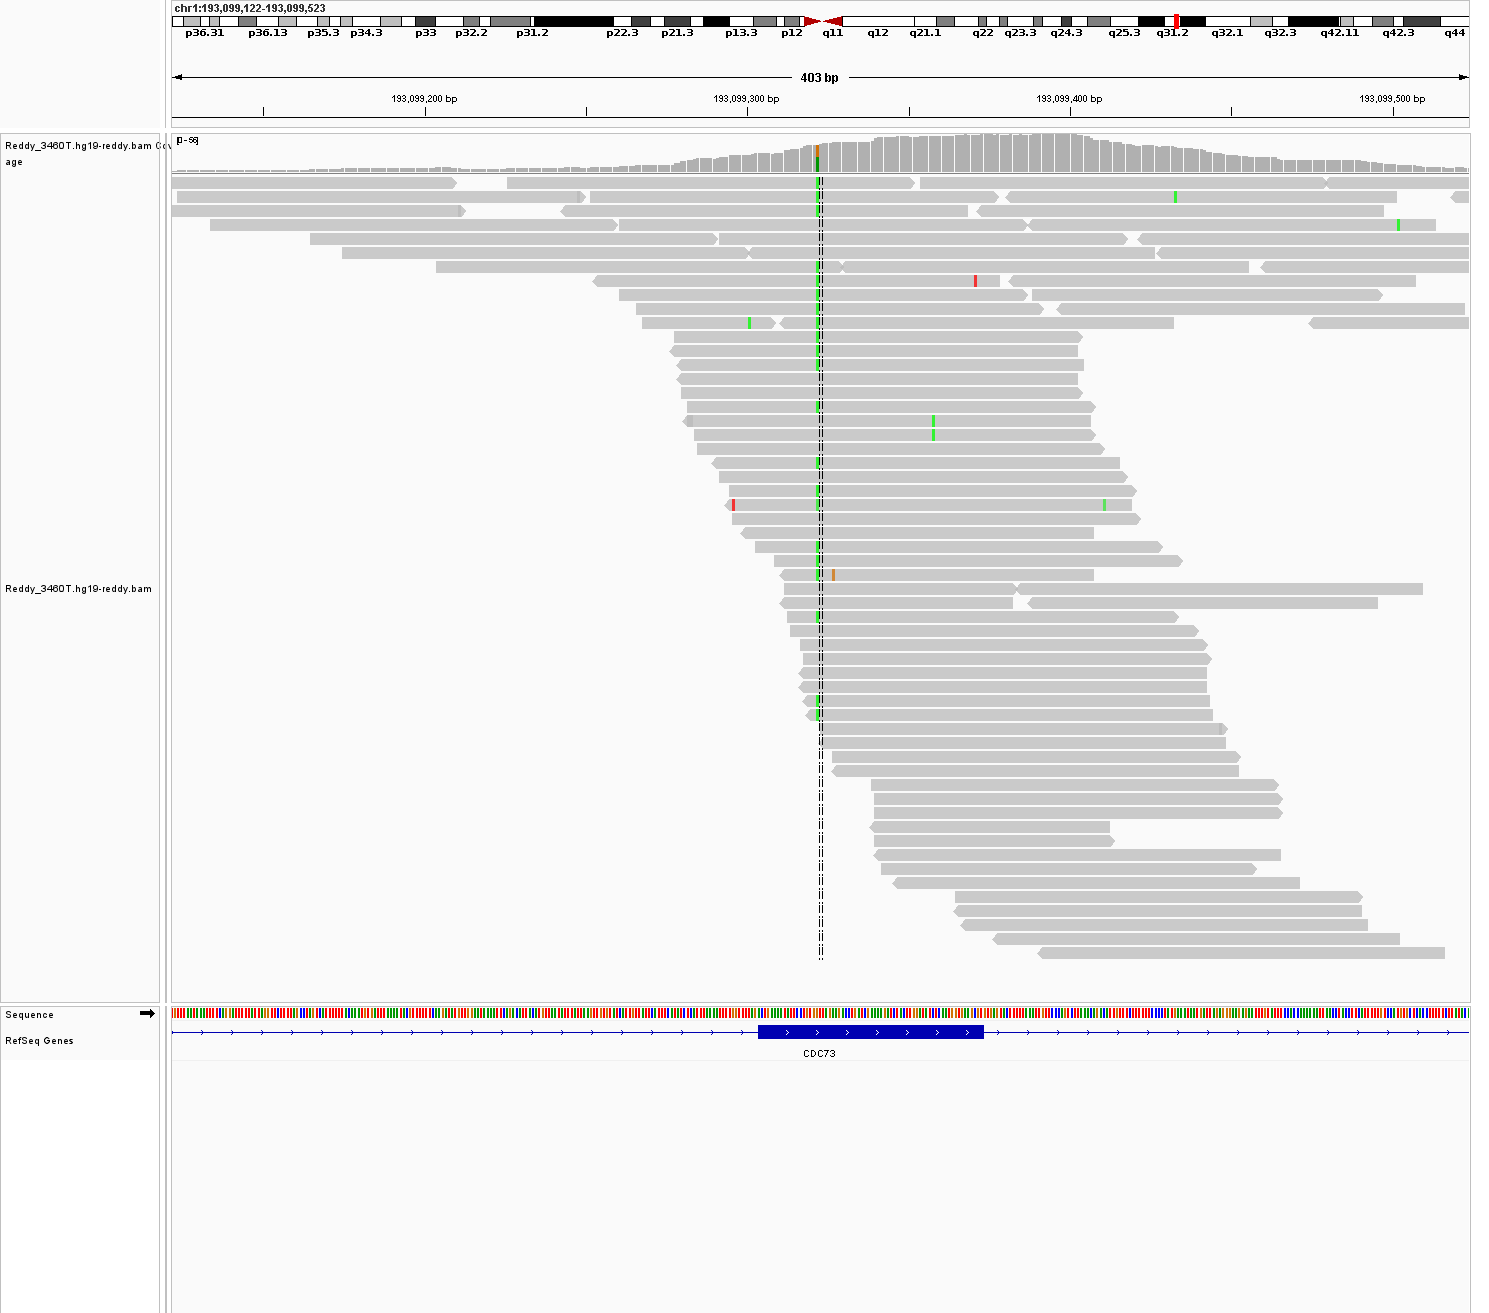 chr1:193,099,122-193,099,523
p36.31 p36.13 p35.3 p34.3 p33 p32.2 p31.2 p22.3 p21.3 p13.3 p12 q11 q12 q21.1 q22 q23.3 q24.3 q25.3 q31.2 q32.1 q32.3 q42.11 q42.3 q44
403 bp
193,099,200 bp 193,099,300 bp 193,099,400 bp 193,099,500 bp
Reddy_3460T.hg19-reddy.bam Cov
age
Reddy_3460T.hg19-reddy.bam
Sequence
RefSeq Genes
CDC73